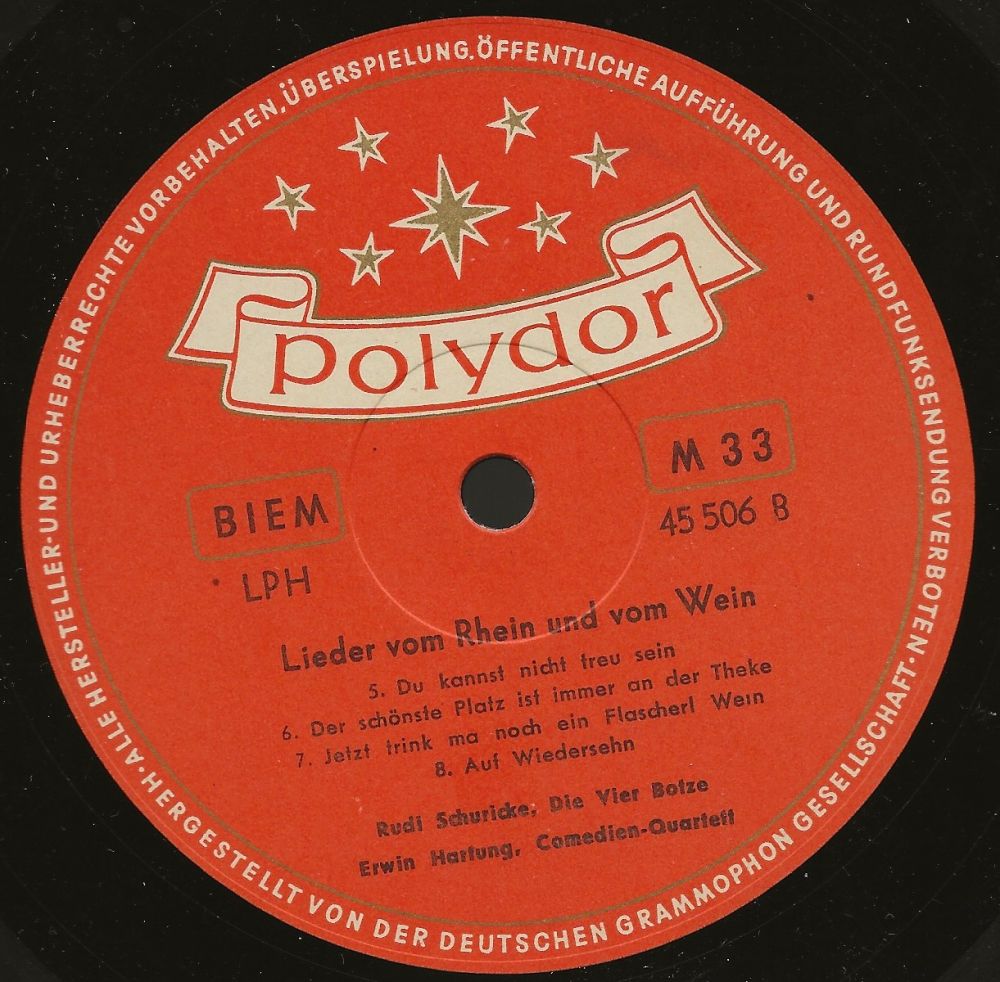 · ALLE HERSTELLER- UND URHEBERRECHTE VORBEHALTEN. ÜBERSPIELUNG, ÖFFENTLICHE AUFFÜHRUNG UND RUNDFUNKSENDUNG VERBOTEN · HERGESTELLT VON DER DEUTSCHEN GRAMMOPHON GESELLSCHAFT ·
polydor
BIEM
M 33
LPH
45 506 B
Lieder vom Rhein und vom Wein
5. Du kannst nicht treu sein
6. Der schönste Platz ist immer an der Theke
7. Jetzt trink ma noch ein Flascherl Wein
8. Auf Wiedersehn
Rudi Schuricke, Die Vier Botze
Erwin Hartung, Comedien-Quartett